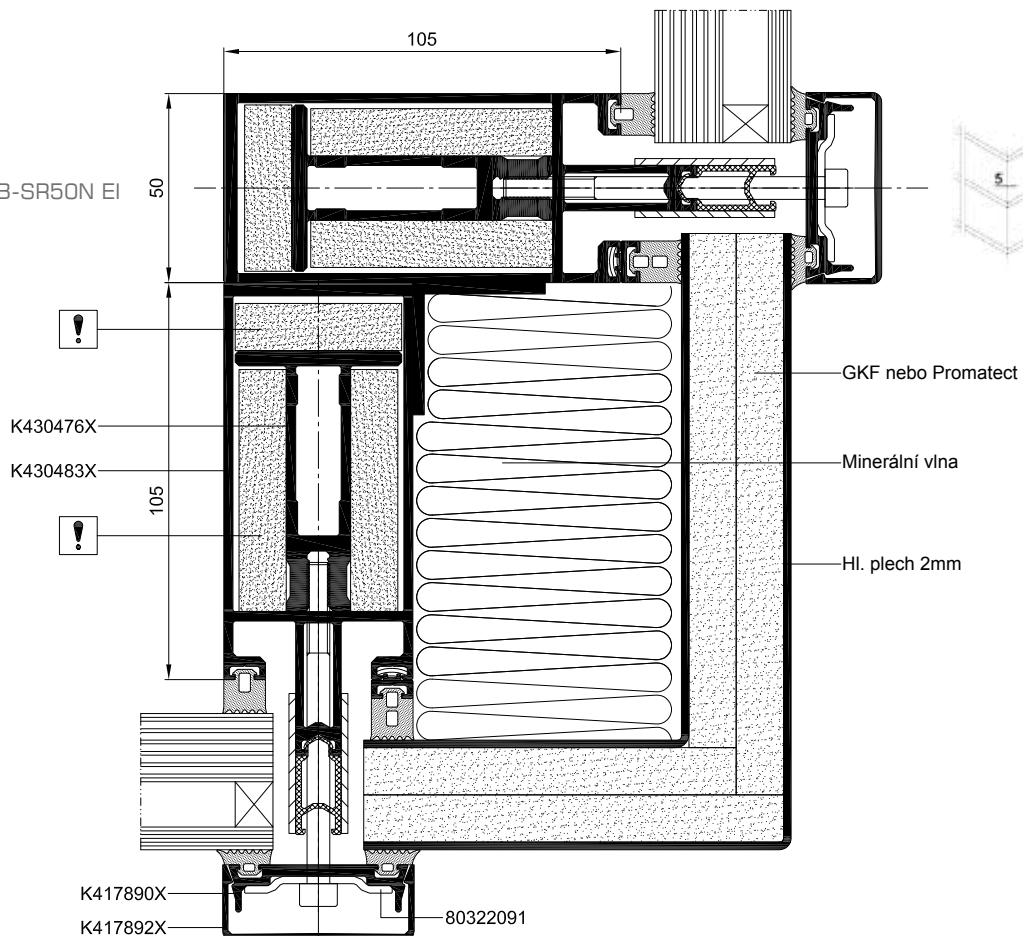 105
B-SR50N EI
50
5
!
GKF nebo Promatect
K430476X
Minerální vlna
K430483X
105
!
Hl. plech 2mm
K417890X
80322091
K417892X